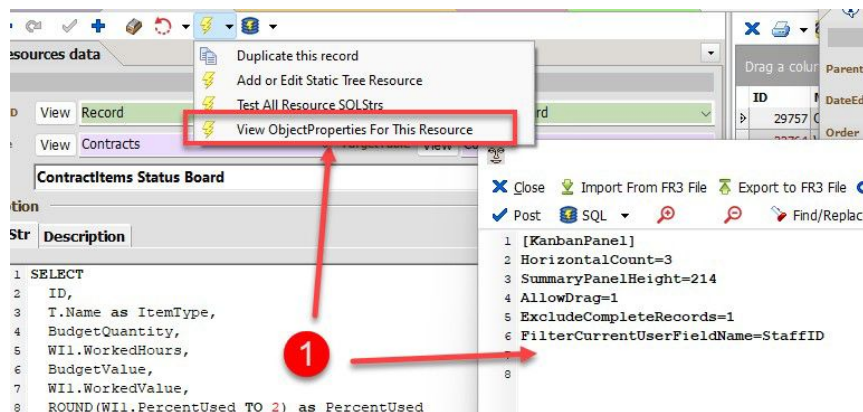 esources data
Duplicate this record
Add or Edit Static Tree Resource
Test All Resource SQLStrs
View ObjectProperties For This Resource
View Record
View Contracts
View
ContractItems Status Board
Str Description
1 SELECT
2 ID,
3 T.Name as ItemType,
4 BudgetQuantity,
5 WI1.WorkedHours,
6 BudgetValue,
7 WI1.WorkedValue,
8 ROUND(WI1.PercentUsed TO 2) as PercentUsed
1
Close Import From FR3 File Export to FR3 File
Post SQL Find/Replac
1 [KanbanPanel]
2 HorizontalCount=3
3 SummaryPanelHeight=214
4 AllowDrag=1
5 ExcludeCompleteRecords=1
6 FilterCurrentUserFieldName=StaffID
8
Drag a colur
ID
29757
Parent
DateEd
Order